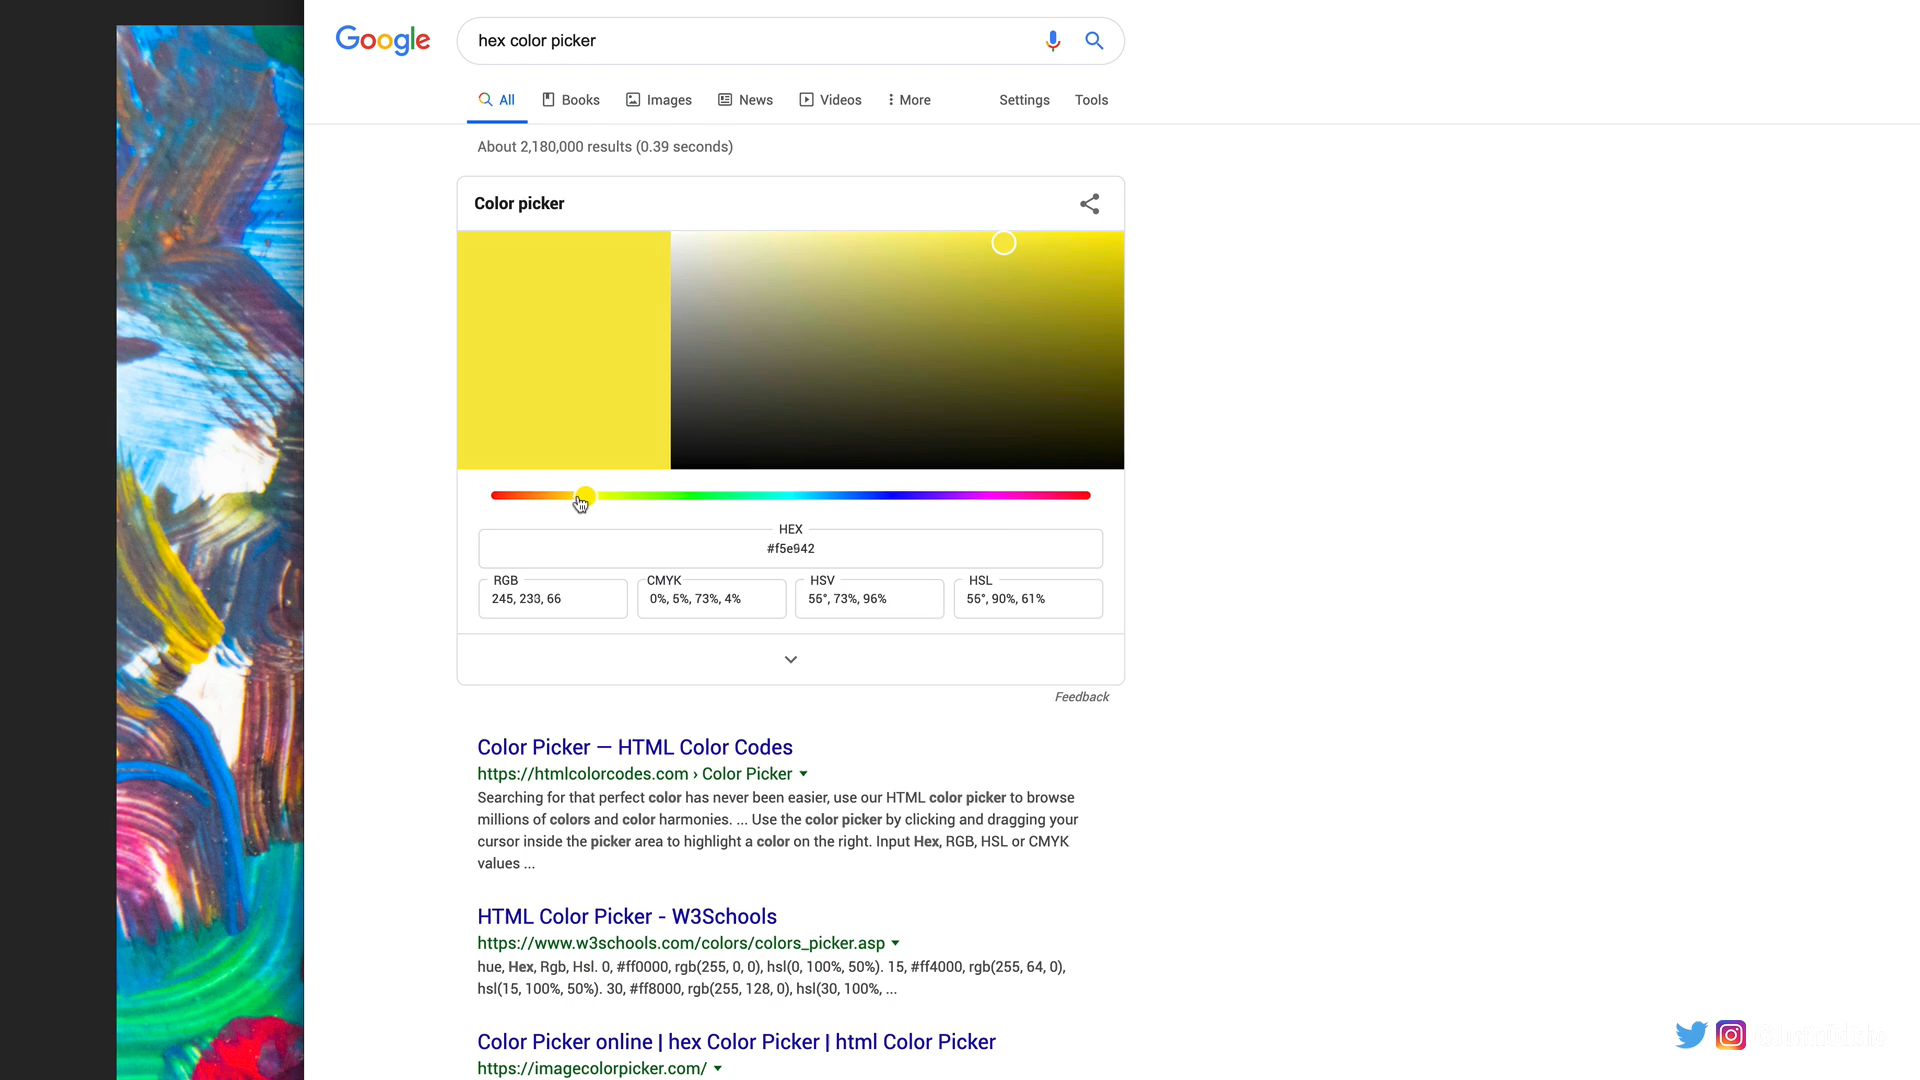 Google
hex color picker
All
Books
Images
News
Videos
More
Settings
Tools
About 2,180,000 results (0.39 seconds)
Color picker
HEX
#f5e942
RGB
CMYK
HSV
HSL
245, 233, 66
0%, 5%, 73%, 4%
56°, 73%, 96%
56°, 90%, 61%
Feedback
Color Picker — HTML Color Codes
https://htmlcolorcodes.com › Color Picker
Searching for that perfect color has never been easier, use our HTML color picker to browse
millions of colors and color harmonies. ... Use the color picker by clicking and dragging your
cursor inside the picker area to highlight a color on the right. Input Hex, RGB, HSL or CMYK
values ...
HTML Color Picker - W3Schools
https://www.w3schools.com/colors/colors_picker.asp
hue, Hex, Rgb, Hsl. 0, #ff0000, rgb(255, 0, 0), hsl(0, 100%, 50%). 15, #ff4000, rgb(255, 64, 0),
hsl(15, 100%, 50%). 30, #ff8000, rgb(255, 128, 0), hsl(30, 100%, ...
Color Picker online | hex Color Picker | html Color Picker
https://imagecolorpicker.com/